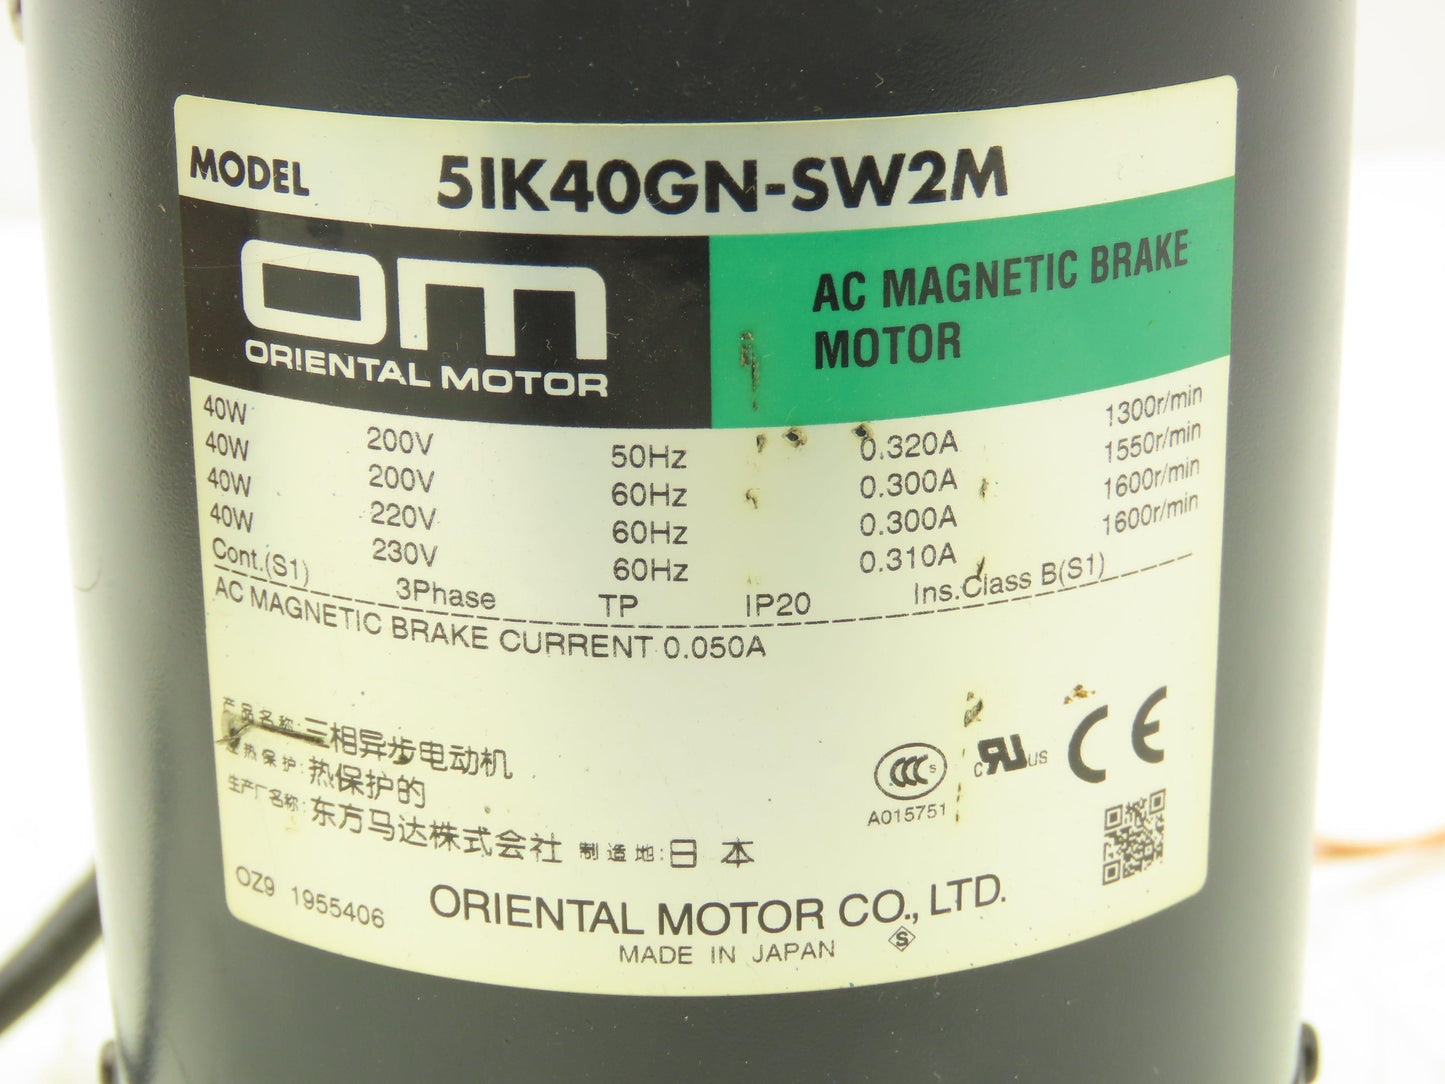 MODEL 5IK40GN-SW2M
OM
ORIENTAL MOTOR
AC MAGNETIC BRAKE
MOTOR
40W 200V 50Hz 0.320A 1300r/min
40W 200V 60Hz 0.300A 1550r/min
40W 220V 60Hz 0.300A 1600r/min
40W 230V 60Hz 0.310A 1600r/min
Cont.(S1) 3Phase TP IP20 Ins.Class B(S1)
AC MAGNETIC BRAKE CURRENT 0.050A
产品名称: 三相异步电动机
热保护: 热保护的
生产厂名称: 东方马达株式会社 制造地: 日本
CCC S
A015751
c RU US
CE
OZ9 1955406
ORIENTAL MOTOR CO., LTD.
MADE IN JAPAN
S